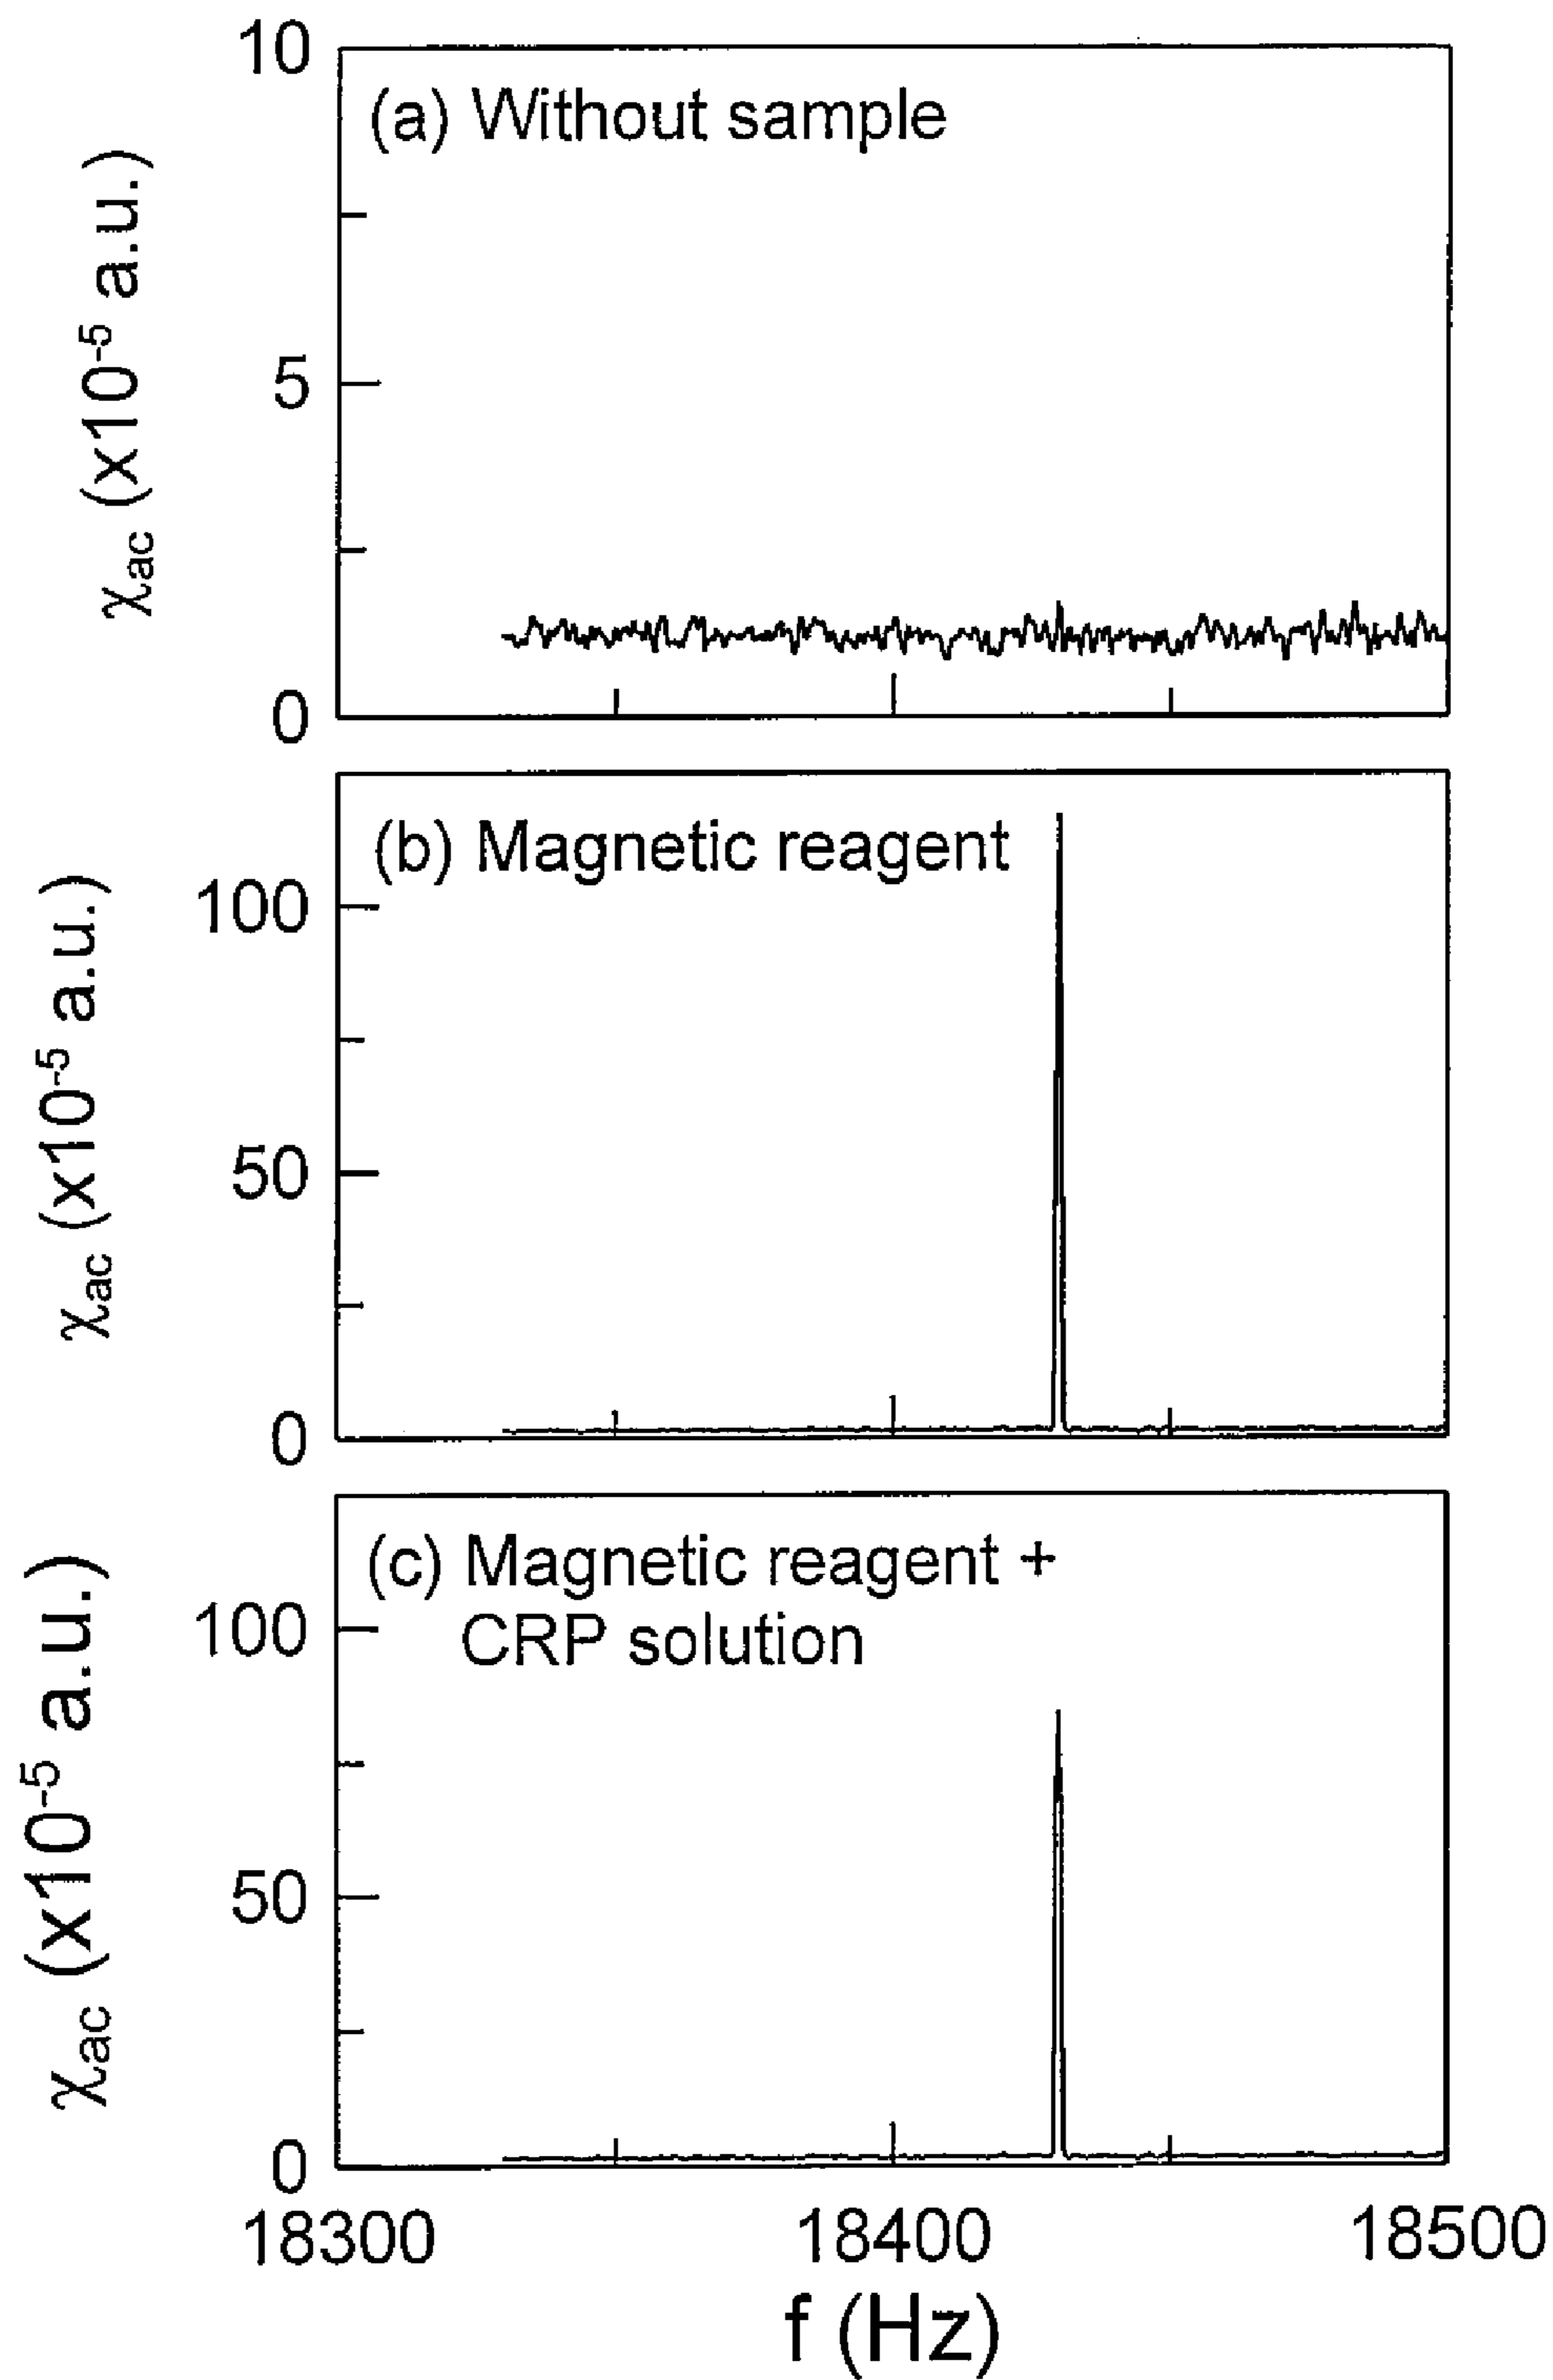 10
(a) Without sample
5
χac (x10-5 a.u.)
0
(b) Magnetic reagent
100
50
χac (x10-5 a.u.)
0
(c) Magnetic reagent +
CRP solution
100
50
χac (x10-5 a.u.)
0
18300 18400 18500
f (Hz)